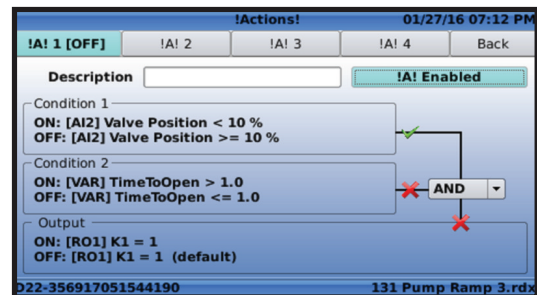 !Actions! 01/27/16 07:12 PM
!A! 1 [OFF] !A! 2 !A! 3 !A! 4 Back
Description !A! Enabled
Condition 1
ON: [AI2] Valve Position < 10 %
OFF: [AI2] Valve Position >= 10 %
Condition 2
ON: [VAR] TimeToOpen > 1.0
OFF: [VAR] TimeToOpen <= 1.0
AND
Output
ON: [RO1] K1 = 1
OFF: [RO1] K1 = 1 (default)
D22-356917051544190 131 Pump Ramp 3.rdx